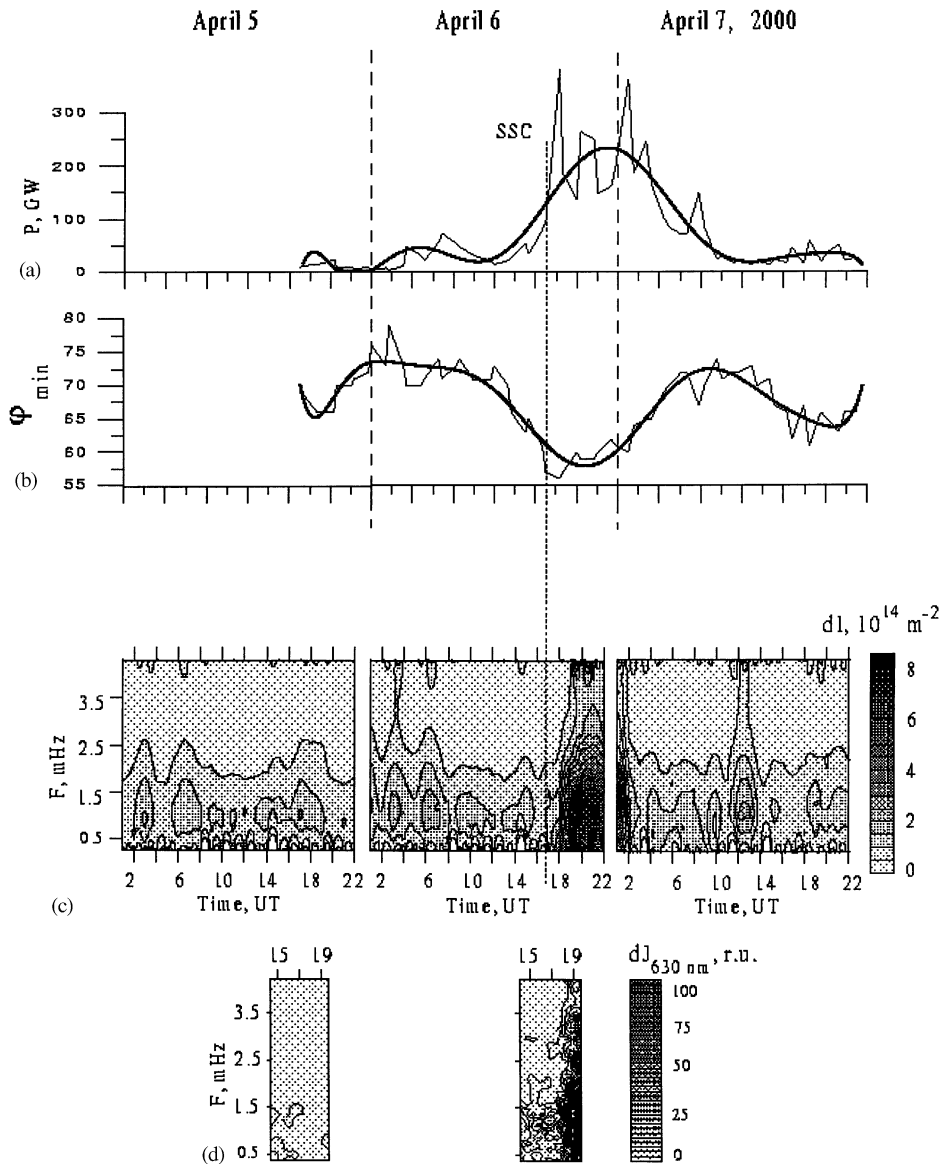 April 5 April 6 April 7, 2000
300
200
100
0
P, GW
SSC
(a)
80
75
70
65
60
55
φ min
(b)
dI, 10^14 m^-2
8
6
4
2
0
3.5
2.5
1.5
0.5
F, mHz
2 6 10 14 18 22 2 6 10 14 18 22 2 6 10 14 18 22
Time, UT Time, UT Time, UT
(c)
15 19 15 19 dJ630 nm, r.u.
3.5
2.5
1.5
0.5
F, mHz
100
75
50
25
0
(d)